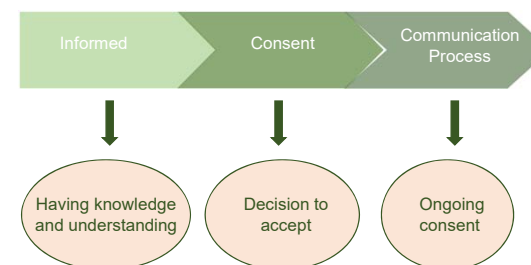 Informed
Consent
Communication
Process
Having knowledge
and understanding
Decision to
accept
Ongoing
consent